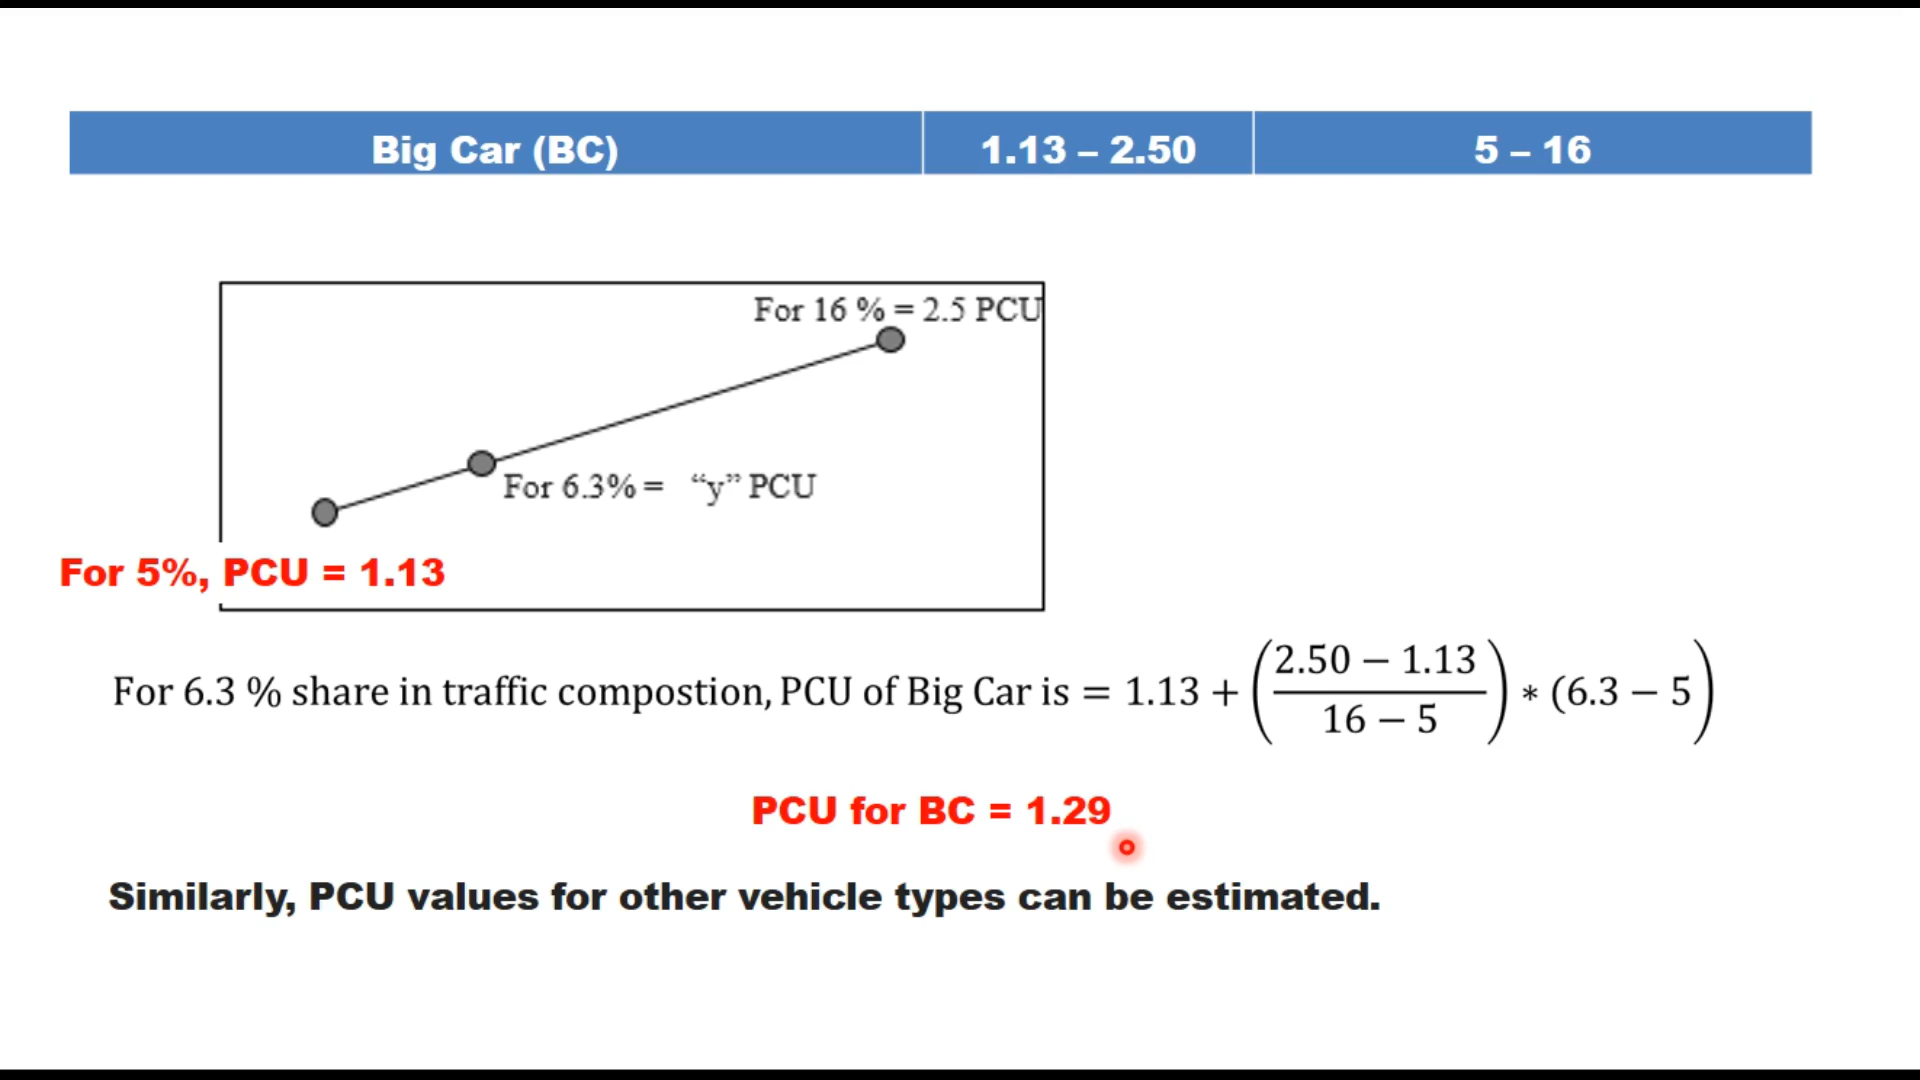 Big Car (BC) 1.13 – 2.50 5 – 16
For 16 % = 2.5 PCU
For 6.3% = “y” PCU
For 5%, PCU = 1.13
For 6.3 % share in traffic compostion, PCU of Big Car is = 1.13 + (2.50 − 1.13 / 16 − 5) * (6.3 − 5)
PCU for BC = 1.29
Similarly, PCU values for other vehicle types can be estimated.